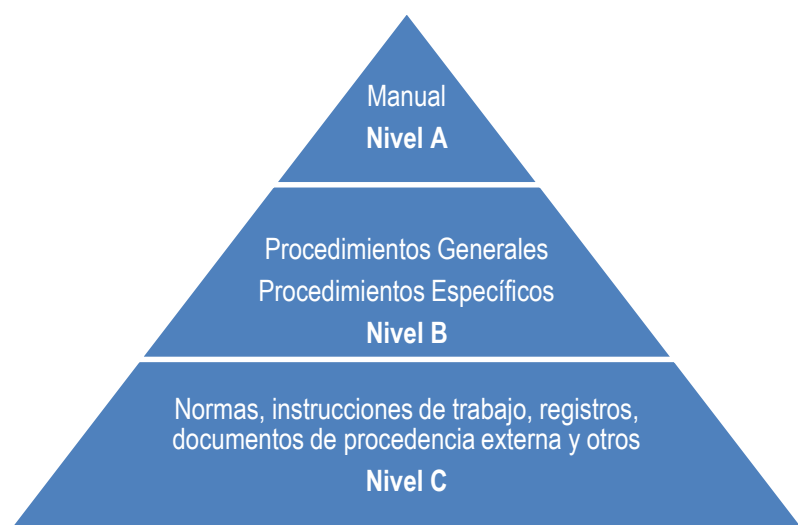 Manual
Nivel A
Procedimientos Generales
Procedimientos Específicos
Nivel B
Normas, instrucciones de trabajo, registros,
documentos de procedencia externa y otros
Nivel C